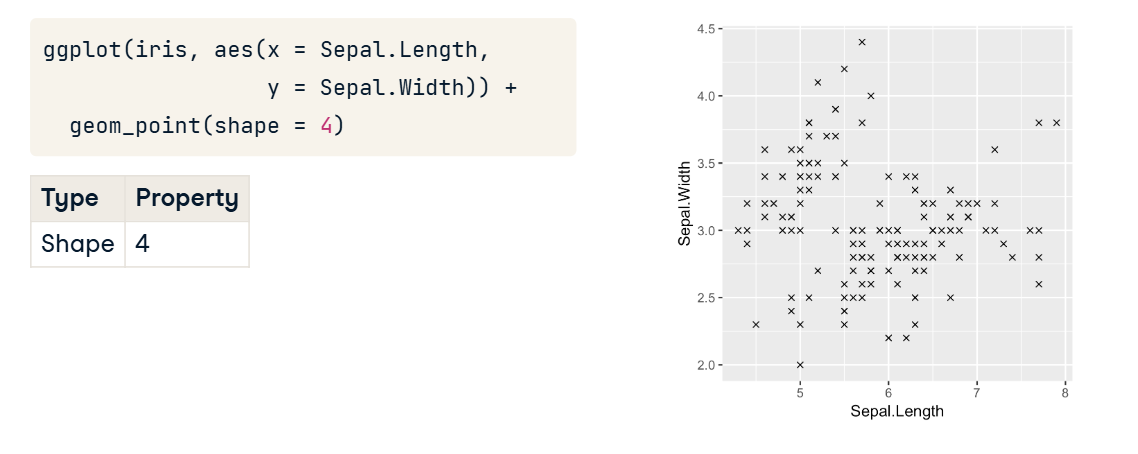 ggplot(iris, aes(x = Sepal.Length,
y = Sepal.Width)) +
geom_point(shape = 4)
Type Property
Shape 4
4.5
4.0
3.5
3.0
2.5
2.0
Sepal.Width
5 6 7 8
Sepal.Length